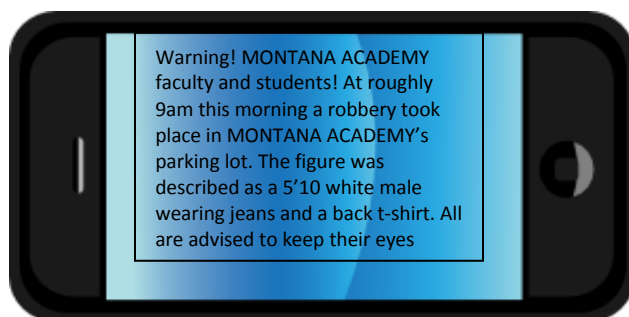 Warning! MONTANA ACADEMY
faculty and students! At roughly
9am this morning a robbery took
place in MONTANA ACADEMY’s
parking lot. The figure was
described as a 5’10 white male
wearing jeans and a back t-shirt. All
are advised to keep their eyes